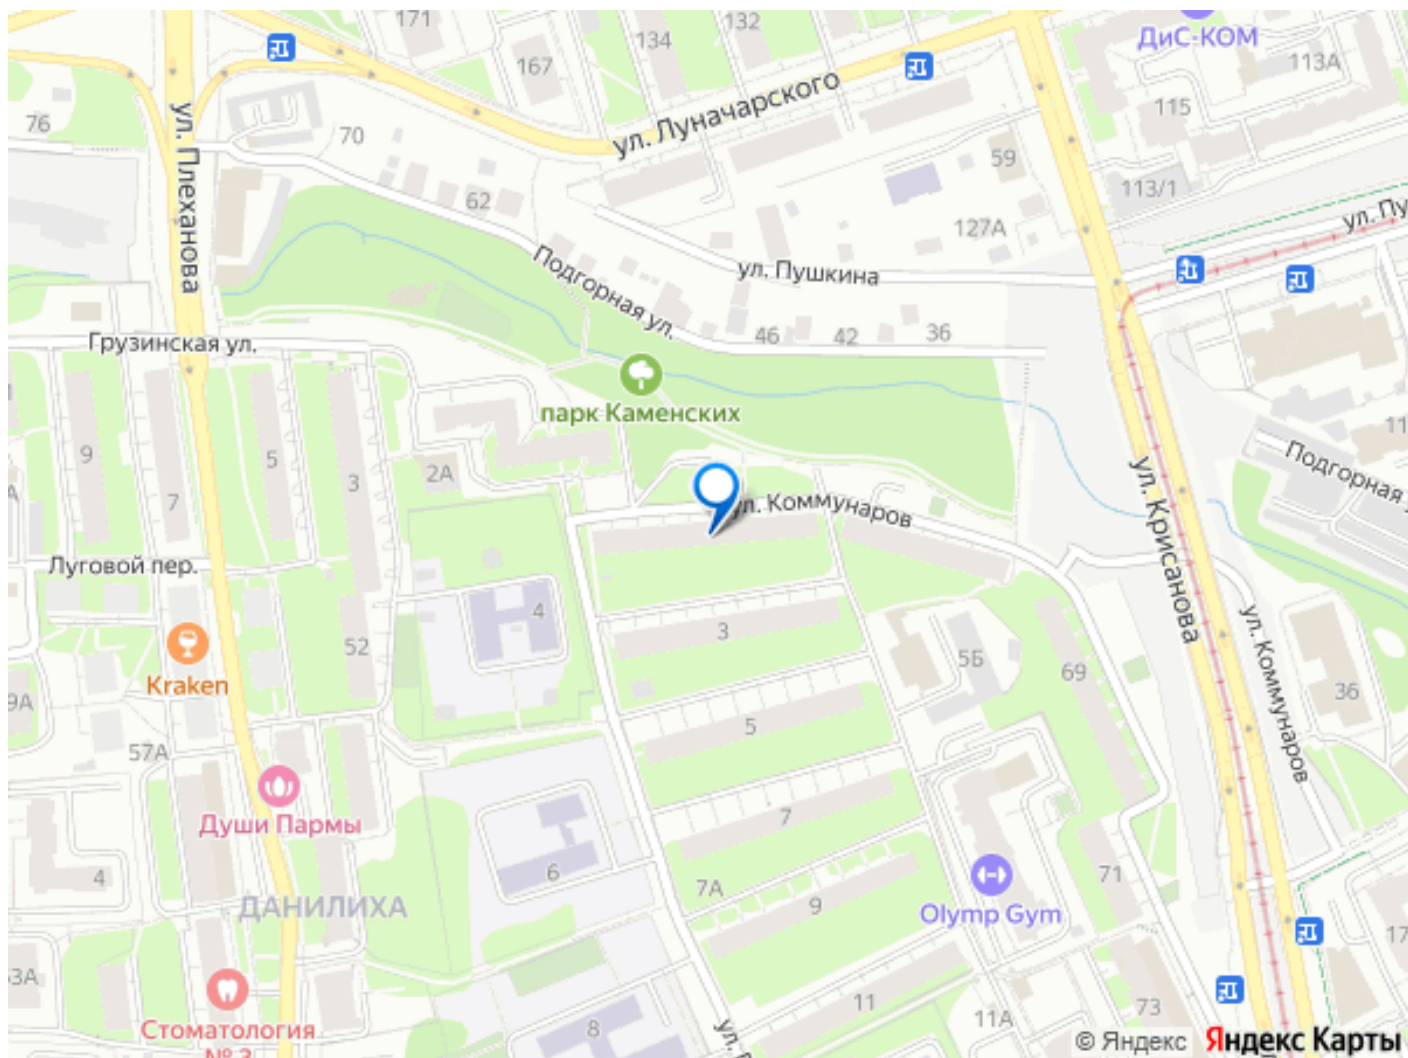 171
132
134
167
ДиС-КОМ
113А
115
76
70
ул. Плеханова
ул. Луначарского
59
113/1
62
127А
ул. Пу
Подгорная ул.
ул. Пушкина
46
42
36
Грузинская ул.
парк Каменских
9
5
3
2А
7
11
Подгорная
ул. Крисанова
ул. Коммунаров
Луговой пер.
4
3
52
5Б
69
ул. Коммунаров
Kraken
9А
36
5
57А
Души Пармы
7
4
6
7А
9
71
ДАНИЛИХА
Olymp Gym
17
53А
11
11А
73
8
Стоматология
№ 3
ул.
© Яндекс Яндекс Карты